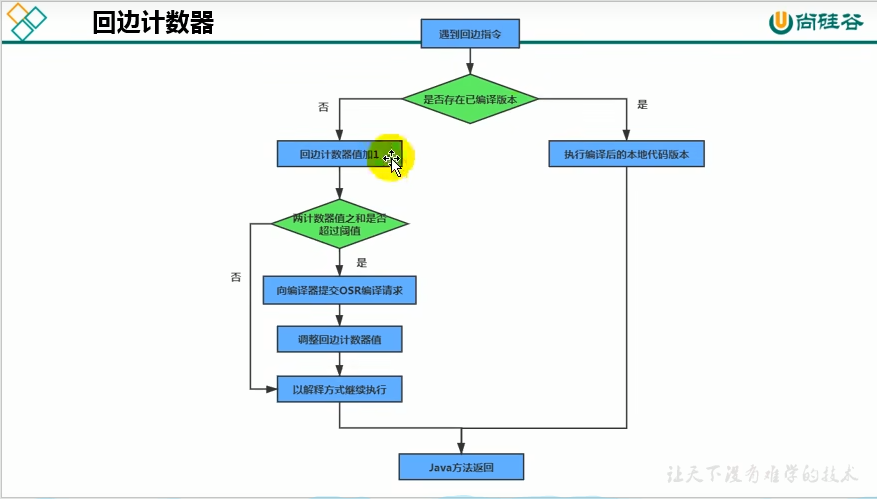 回边计数器
尚硅谷
遇到回边指令
是否存在已编译版本
否
是
回边计数器值加1
执行编译后的本地代码版本
两计数器值之和是否
超过阈值
是
否
向编译器提交OSR编译请求
调整回边计数器值
以解释方式继续执行
Java方法返回
让天下没有难学的技术